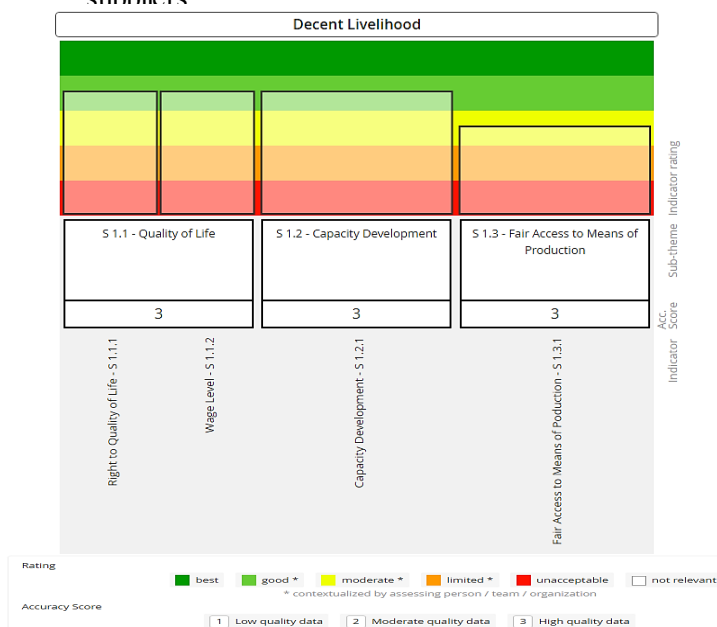 suppliers
Decent Livelihood
Indicator rating
S 1.1 - Quality of Life
S 1.2 - Capacity Development
S 1.3 - Fair Access to Means of
Production
Sub-theme
3
3
3
Acc.
Score
Right to Quality of Life - S 1.1.1
Wage Level - S 1.1.2
Capacity Development - S 1.2.1
Fair Access to Means of Production - S 1.3.1
Indicator
Rating
best
good *
moderate *
limited *
unacceptable
not relevant
* contextualized by assessing person / team / organization
Accuracy Score
1 Low quality data
2 Moderate quality data
3 High quality data